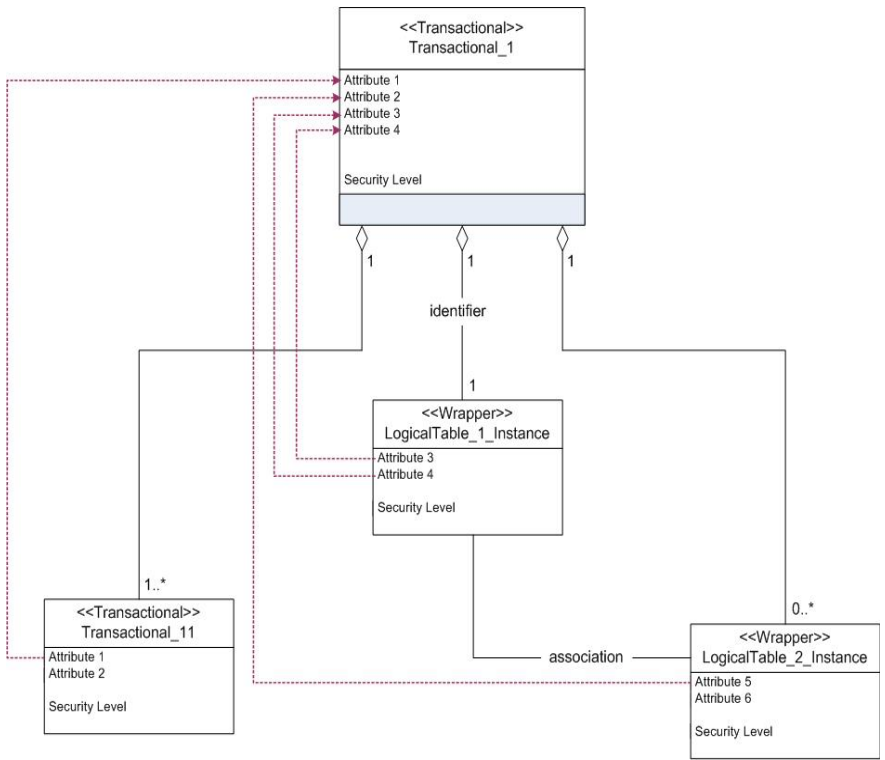 <<Transactional>>
Transactional_1
Attribute 1
Attribute 2
Attribute 3
Attribute 4
Security Level
1
1
1
identifier
1
<<Wrapper>>
LogicalTable_1_Instance
Attribute 3
Attribute 4
Security Level
1..*
<<Transactional>>
Transactional_11
Attribute 1
Attribute 2
Security Level
association
0..*
<<Wrapper>>
LogicalTable_2_Instance
Attribute 5
Attribute 6
Security Level